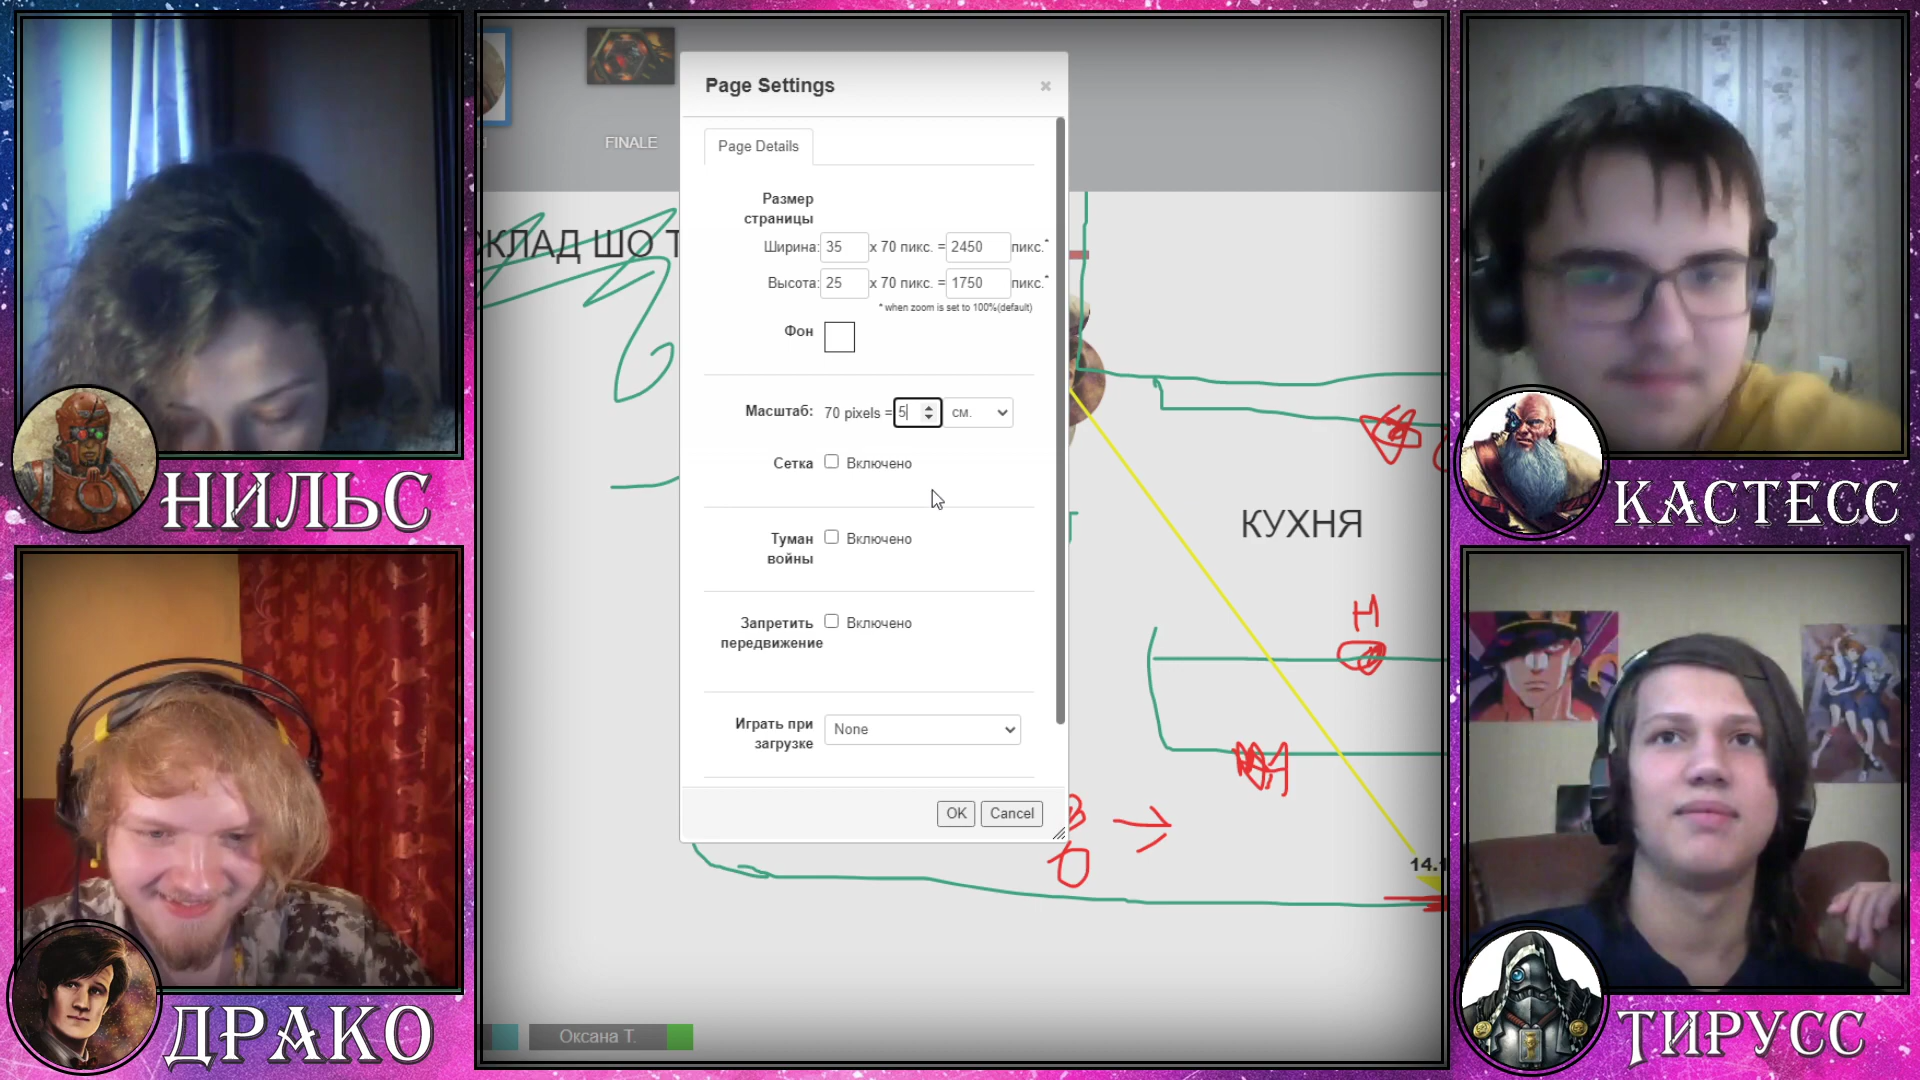 FINALE
КЛАД ШО Т
Page Settings
×
Page Details
Размер
страницы
Ширина: 35 x 70 пикс. = 2450 пикс.*
Высота: 25 x 70 пикс. = 1750 пикс.*
* when zoom is set to 100%(default)
Фон
Масштаб: 70 pixels = 5 см.
Сетка Включено
Туман
войны
Включено
Запретить
передвижение
Включено
Играть при
загрузке
None
OK Cancel
КУХНЯ
Н
14.1
Оксана Т.
НИЛЬС
КАСТЕСС
ДРАКО
ТИРУСС